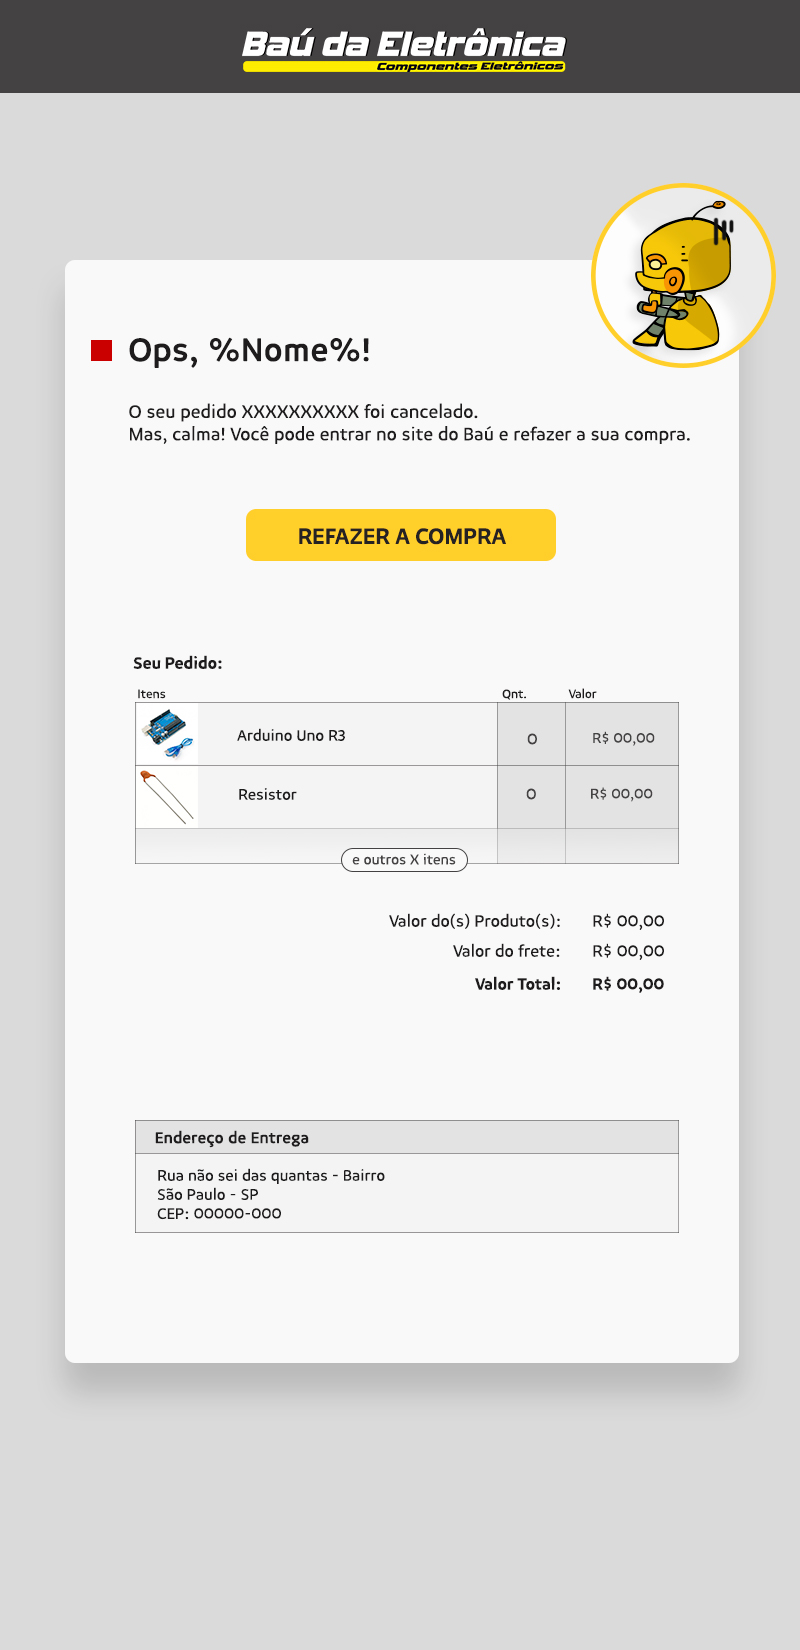 Baú da Eletrônica
Componentes Eletrônicos
Ops, %Nome%!
O seu pedido XXXXXXXXXX foi cancelado.
Mas, calma! Você pode entrar no site do Baú e refazer a sua compra.
REFAZER A COMPRA
Seu Pedido:
Itens Qnt. Valor
Arduino Uno R3 0 R$ 00,00
Resistor 0 R$ 00,00
e outros X itens
Valor do(s) Produto(s): R$ 00,00
Valor do frete: R$ 00,00
Valor Total: R$ 00,00
Endereço de Entrega
Rua não sei das quantas - Bairro
São Paulo - SP
CEP: 00000-000